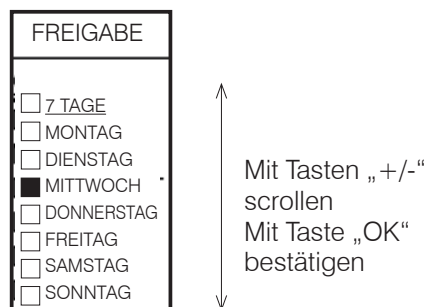 FREIGABE
7 TAGE
MONTAG
DIENSTAG
MITTWOCH
DONNERSTAG
FREITAG
SAMSTAG
SONNTAG
Mit Tasten „+/-“
scrollen
Mit Taste „OK“
bestätigen